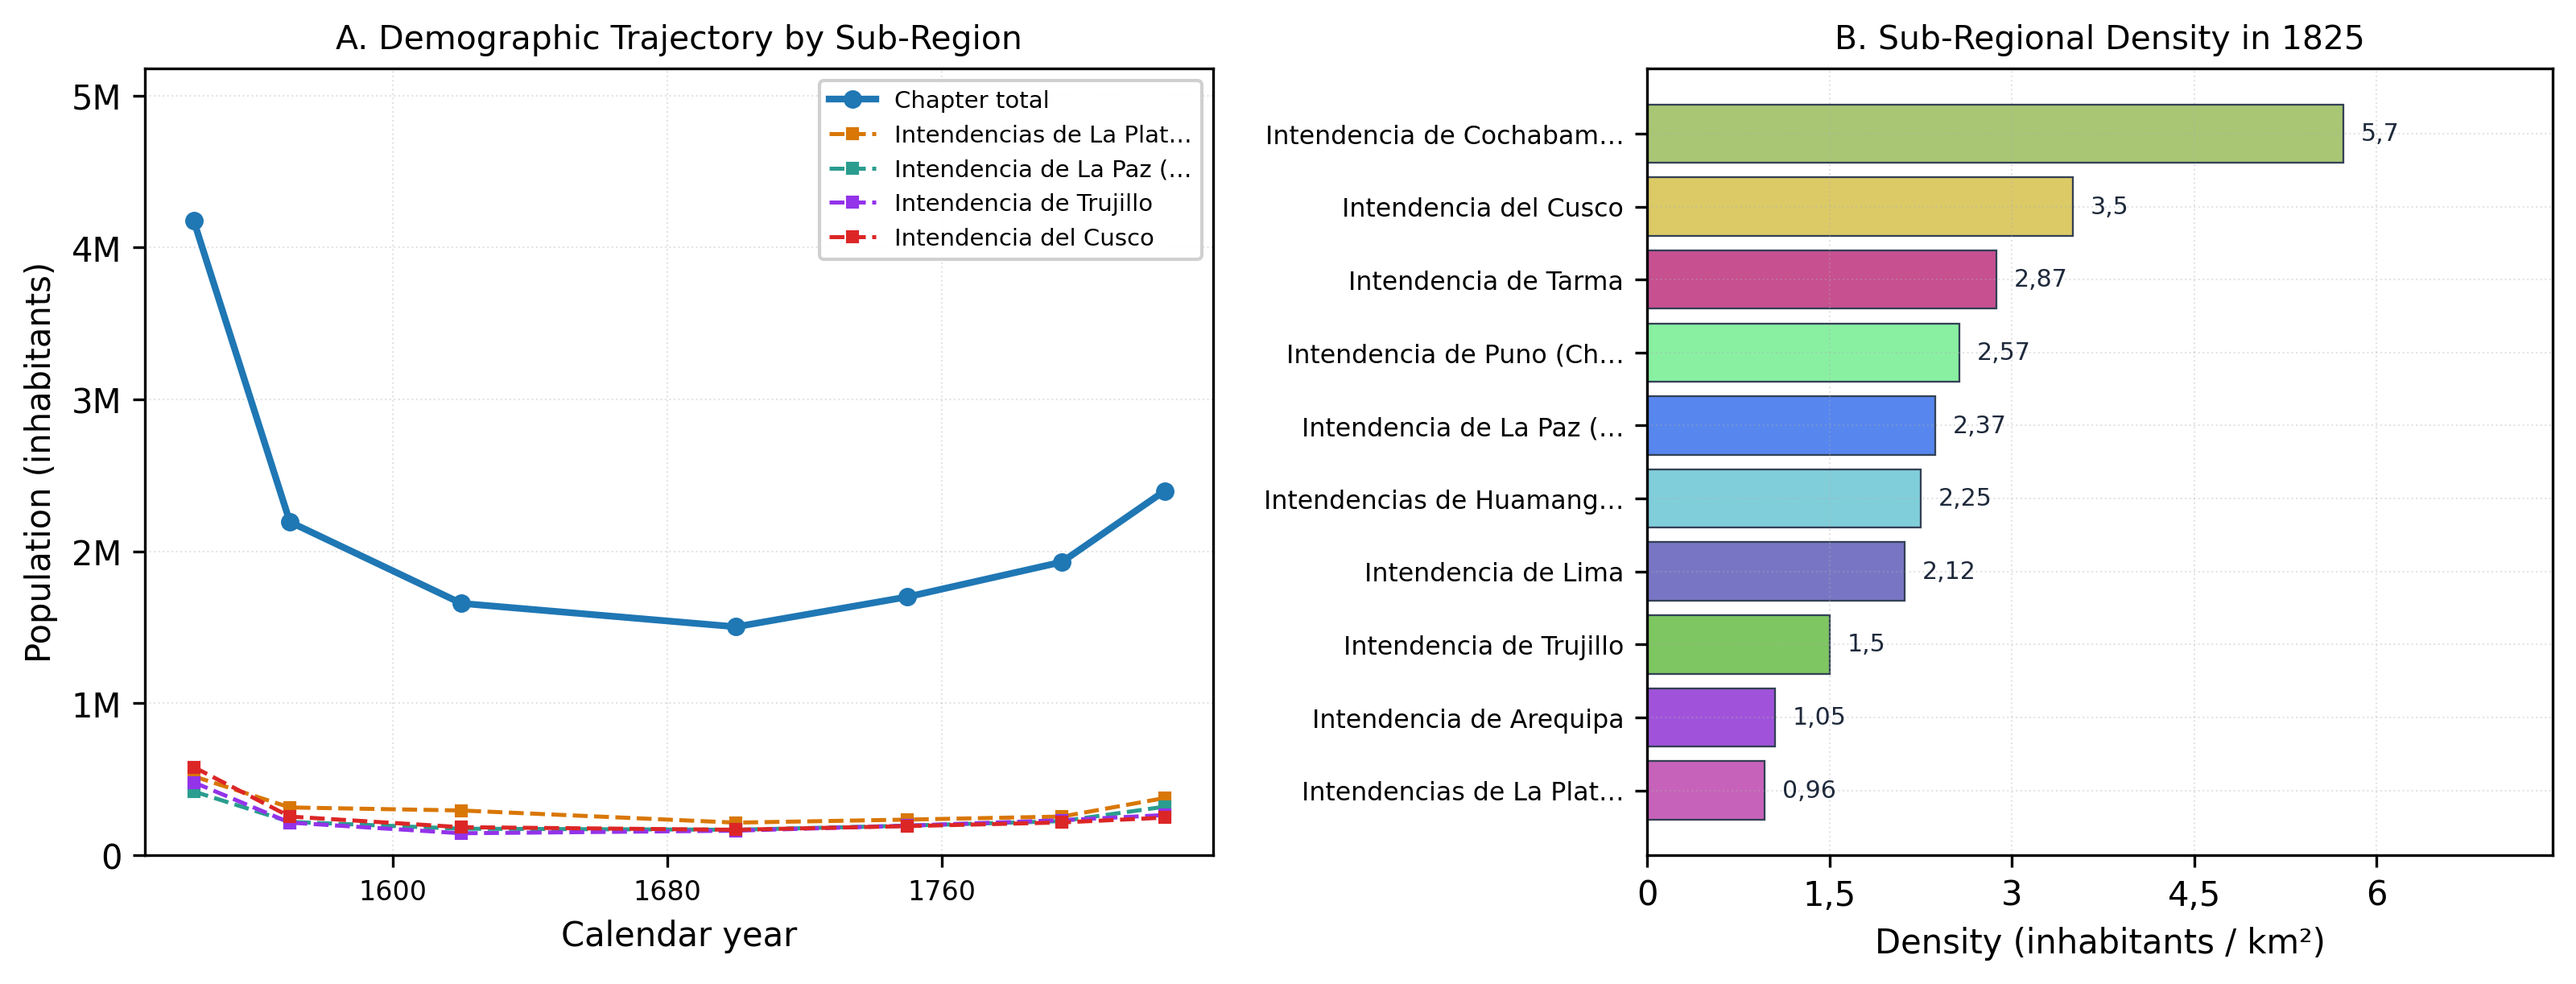 A. Demographic Trajectory by Sub-Region
5M
4M
3M
2M
1M
0
Population (inhabitants)
Chapter total
Intendencias de La Plat...
Intendencia de La Paz (...
Intendencia de Trujillo
Intendencia del Cusco
1600
1680
1760
Calendar year
B. Sub-Regional Density in 1825
Intendencia de Cochabam...
5,7
Intendencia del Cusco
3,5
Intendencia de Tarma
2,87
Intendencia de Puno (Ch...
2,57
Intendencia de La Paz (...
2,37
Intendencias de Huamang...
2,25
Intendencia de Lima
2,12
Intendencia de Trujillo
1,5
Intendencia de Arequipa
1,05
Intendencias de La Plat...
0,96
0
1,5
3
4,5
6
Density (inhabitants / km²)